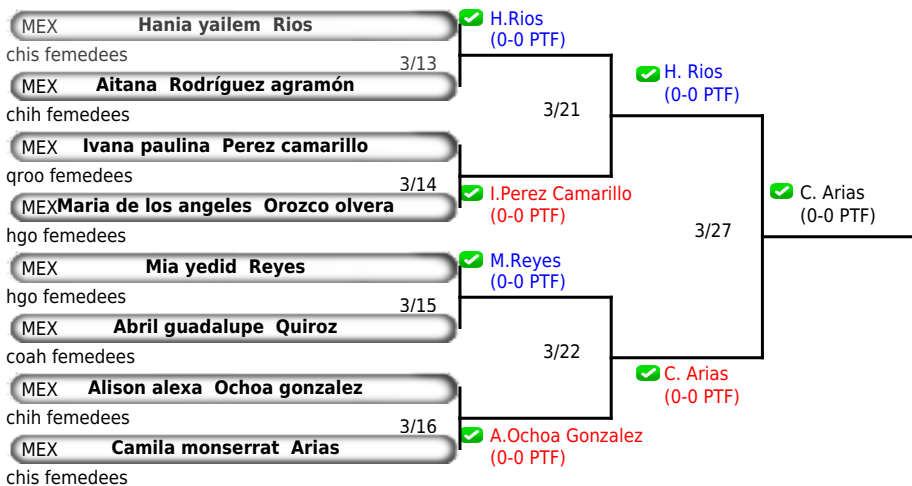 MEX Hania yailem Rios
chis femedees
3/13
MEX Aitana Rodríguez agramón
chih femedees
MEX Ivana paulina Perez camarillo
qroo femedees
3/14
MEX Maria de los angeles Orozco olvera
hgo femedees
MEX Mia yedid Reyes
hgo femedees
3/15
MEX Abril guadalupe Quiroz
coah femedees
MEX Alison alexa Ochoa gonzalez
chih femedees
3/16
MEX Camila monserrat Arias
chis femedees
H.Rios
(0-0 PTF)
3/21
I.Perez Camarillo
(0-0 PTF)
M.Reyes
(0-0 PTF)
3/22
A.Ochoa Gonzalez
(0-0 PTF)
H. Rios
(0-0 PTF)
3/27
C. Arias
(0-0 PTF)
C. Arias
(0-0 PTF)